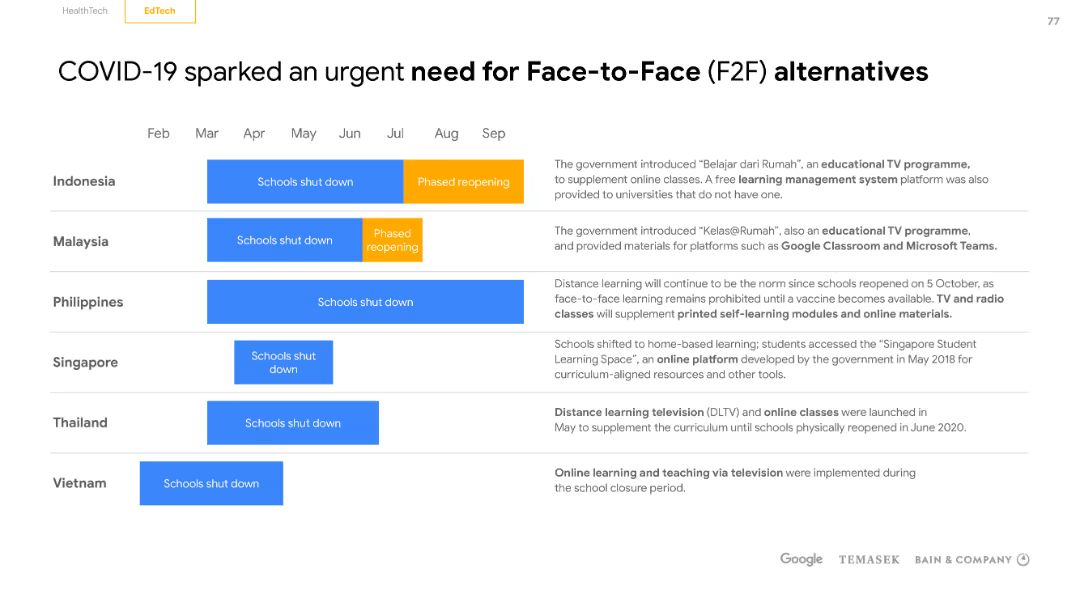 HealthTech
EdTech
77
COVID-19 sparked an urgent need for Face-to-Face (F2F) alternatives
Feb Mar Apr May Jun Jul Aug Sep
Indonesia
Schools shut down
Phased reopening
The government introduced “Belajar dari Rumah”, an educational TV programme,
to supplement online classes. A free learning management system platform was also
provided to universities that do not have one.
Malaysia
Schools shut down
Phased
reopening
The government introduced “Kelas@Rumah”, also an educational TV programme,
and provided materials for platforms such as Google Classroom and Microsoft Teams.
Philippines
Schools shut down
Distance learning will continue to be the norm since schools reopened on 5 October, as
face-to-face learning remains prohibited until a vaccine becomes available. TV and radio
classes will supplement printed self-learning modules and online materials.
Singapore
Schools shut
down
Schools shifted to home-based learning; students accessed the “Singapore Student
Learning Space”, an online platform developed by the government in May 2018 for
curriculum-aligned resources and other tools.
Thailand
Schools shut down
Distance learning television (DLTV) and online classes were launched in
May to supplement the curriculum until schools physically reopened in June 2020.
Vietnam
Schools shut down
Online learning and teaching via television were implemented during
the school closure period.
Google TEMASEK BAIN & COMPANY